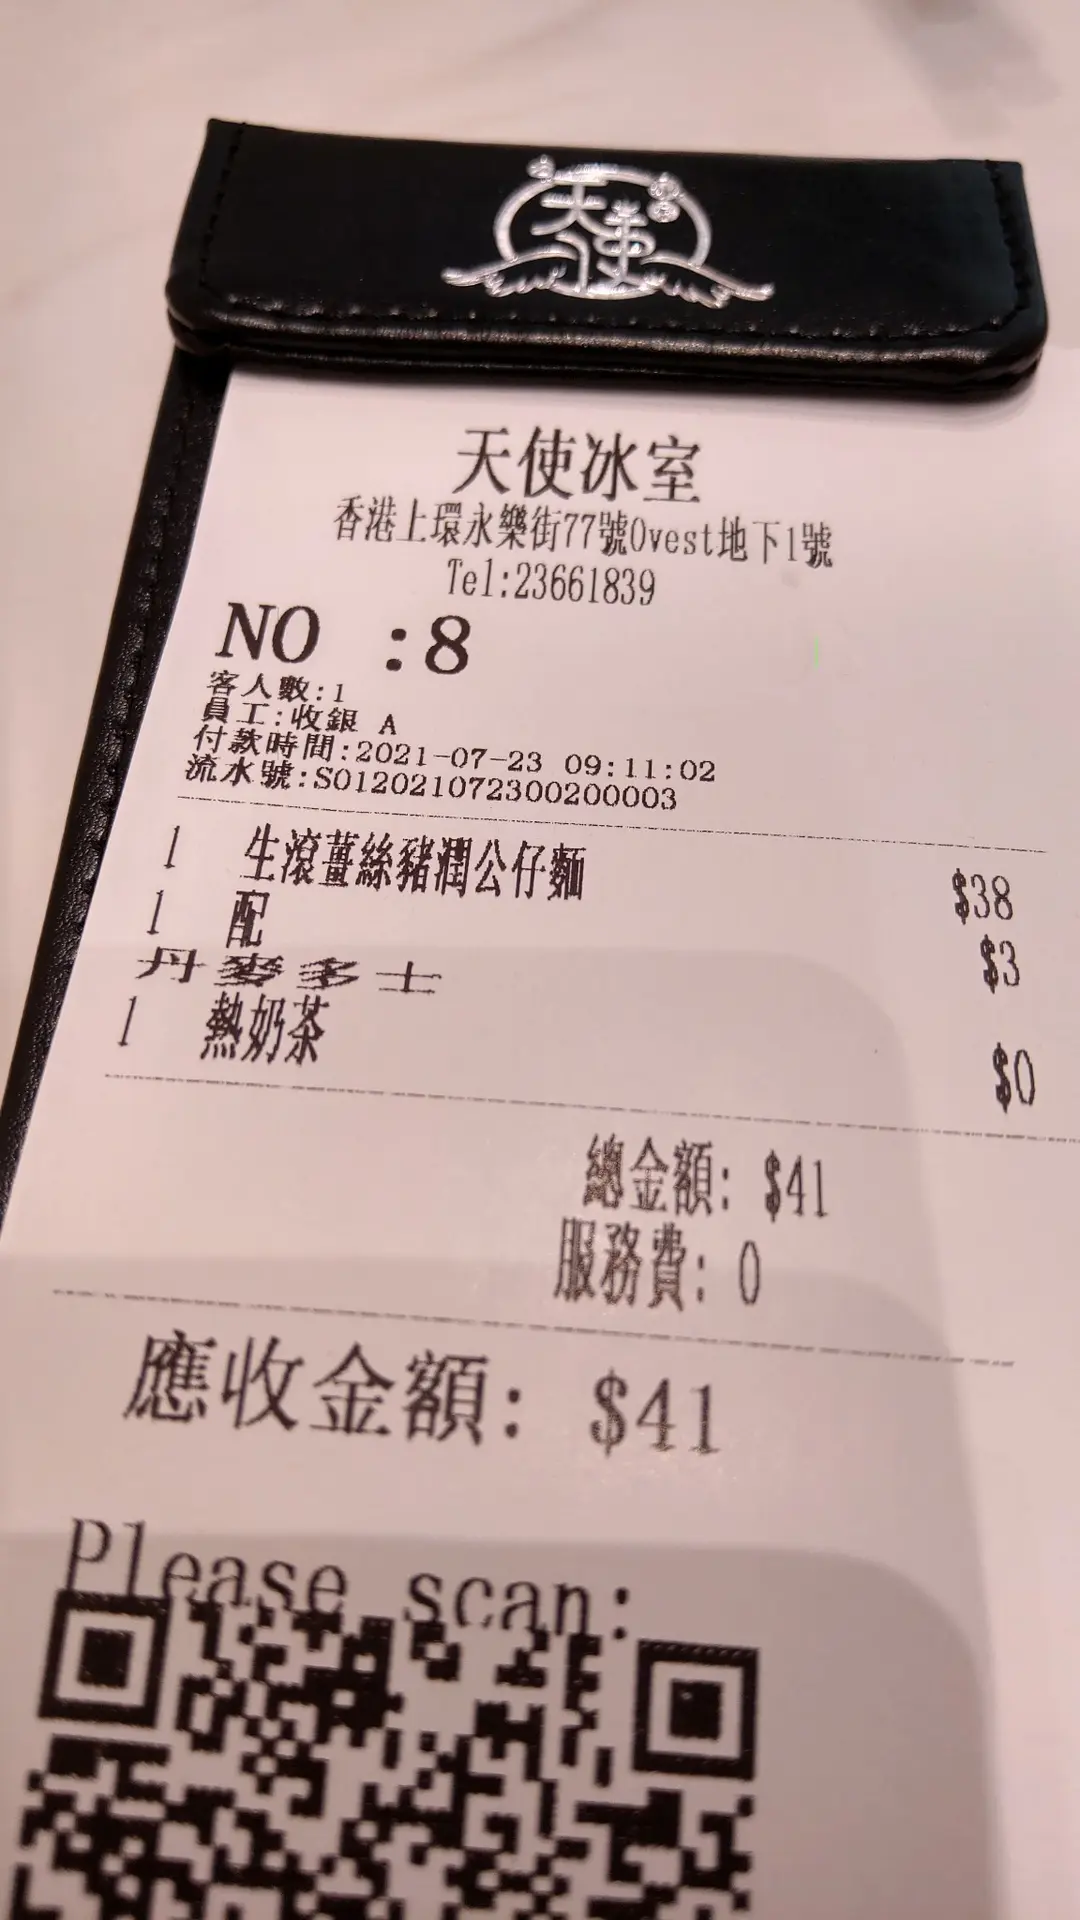 天使
天使冰室
香港上環永樂街77號Ovest地下1號
Tel:23661839
NO :8
客人數:1
員工:收銀 A
付款時間:2021-07-23 09:11:02
流水號:S01202107230020003
1 生滾薑絲豬潤公仔麵 $38
1 配 $3
丹麥多士
1 熱奶茶 $0
總金額: $41
服務費: 0
應收金額: $41
Please scan: